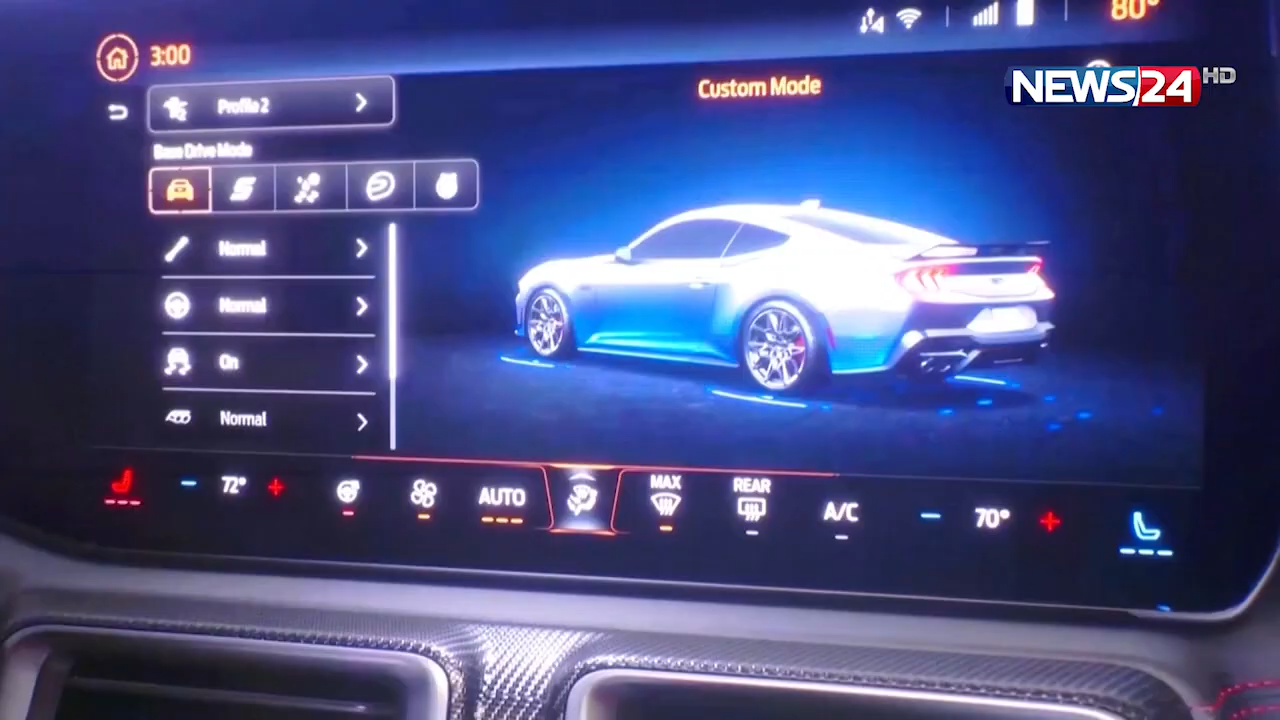 3:00
80°
NEWS24 HD
Custom Mode
Profile 2
Base Drive Mode
Normal
Normal
On
Normal
72°
AUTO
MAX
REAR
A/C
70°